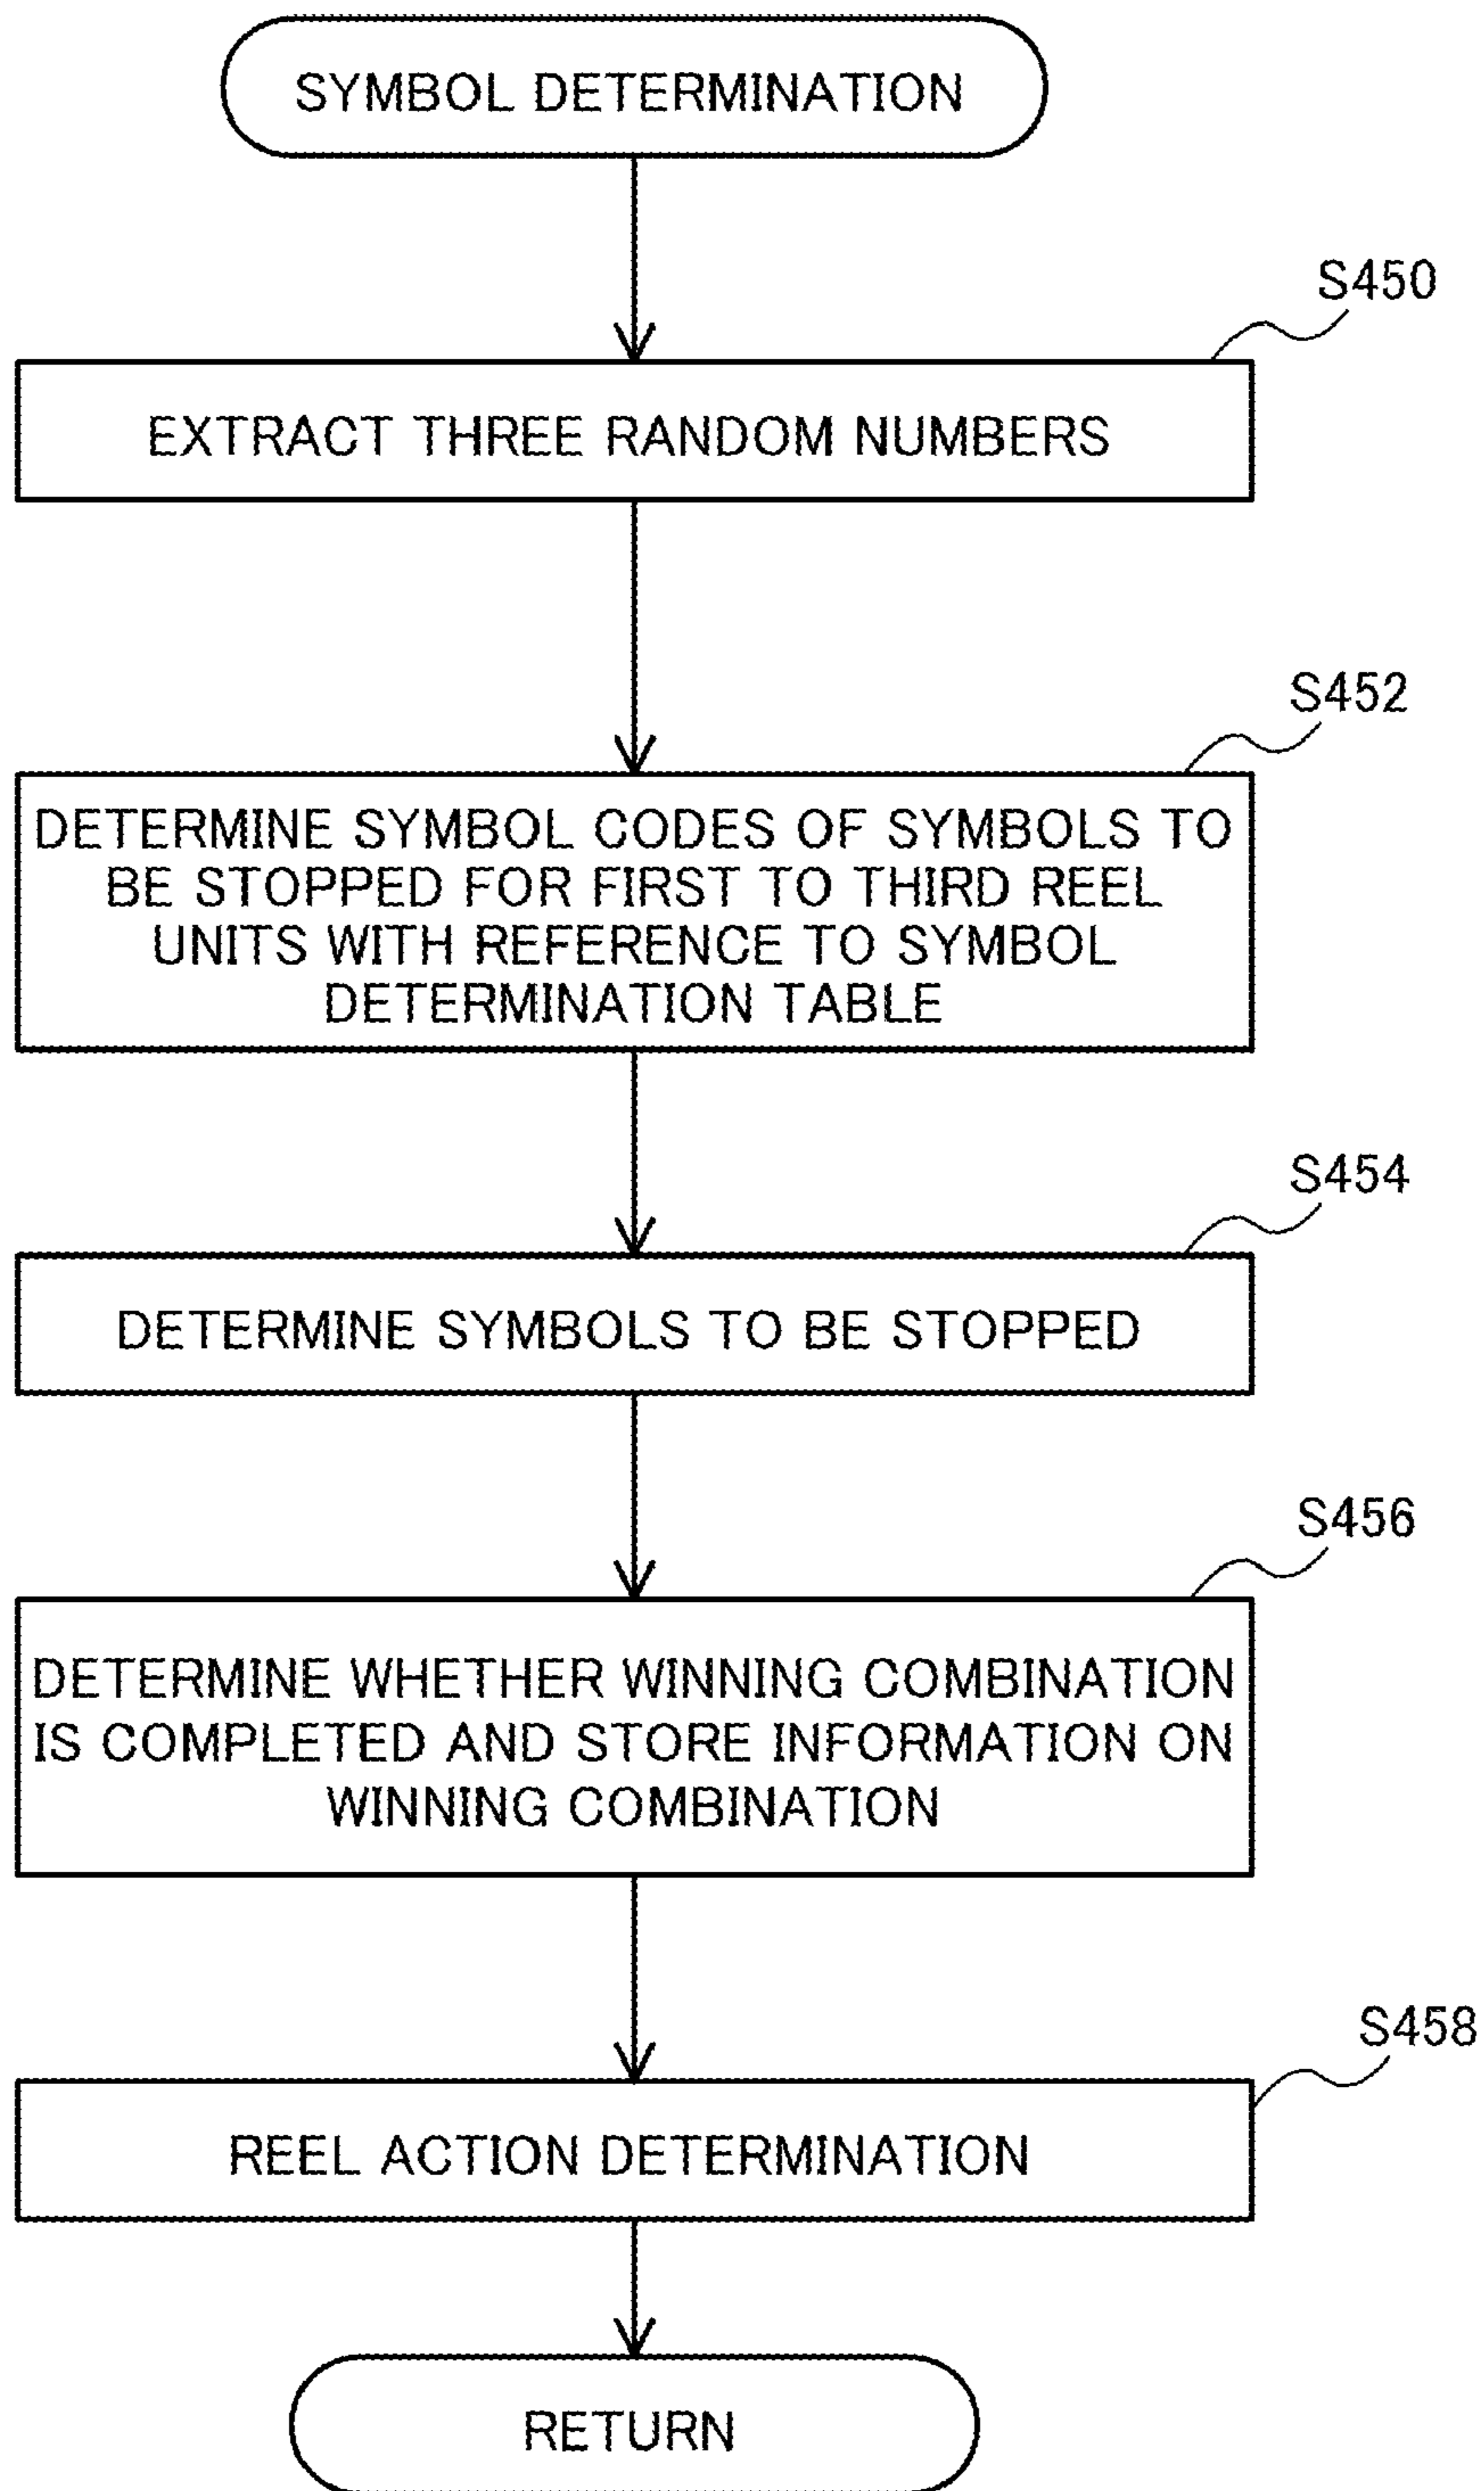 SYMBOL DETERMINATION
S450
EXTRACT THREE RANDOM NUMBERS
S452
DETERMINE SYMBOL CODES OF SYMBOLS TO
BE STOPPED FOR FIRST TO THIRD REEL
UNITS WITH REFERENCE TO SYMBOL
DETERMINATION TABLE
S454
DETERMINE SYMBOLS TO BE STOPPED
S456
DETERMINE WHETHER WINNING COMBINATION
IS COMPLETED AND STORE INFORMATION ON
WINNING COMBINATION
S458
REEL ACTION DETERMINATION
RETURN